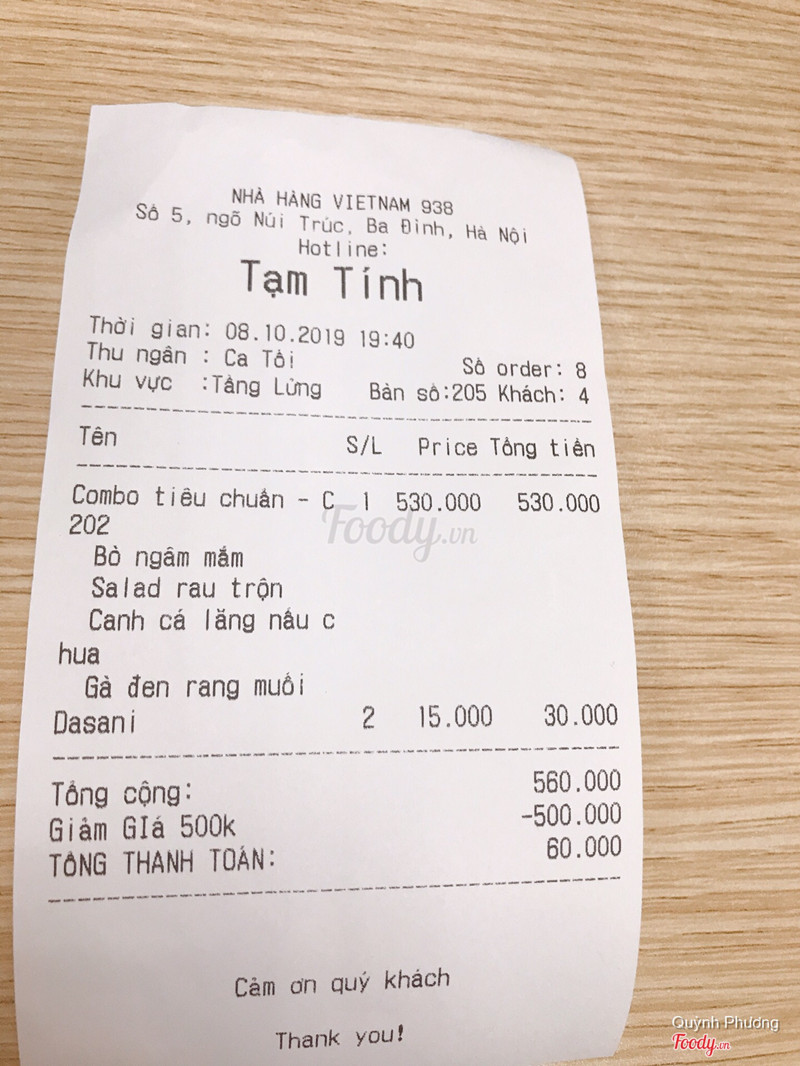 NHÀ HÀNG VIETNAM 938
Số 5, ngõ Núi Trúc, Ba Đình, Hà Nội
Hotline:
Tạm Tính
Thời gian: 08.10.2019 19:40
Thu ngân : Ca Tối Số order: 8
Khu vực :Tầng Lửng Bàn số:205 Khách: 4
Tên S/L Price Tổng tiền
Combo tiêu chuẩn - C 1 530.000 530.000
202
Bò ngâm mắm
Salad rau trộn
Canh cá lăng nấu c
hua
Gà đen rang muối
Dasani 2 15.000 30.000
Tổng cộng: 560.000
Giảm GIá 500k -500.000
TỔNG THANH TOÁN: 60.000
Cảm ơn quý khách
Thank you!
Foody.vn
Quỳnh Phương
Foody.vn